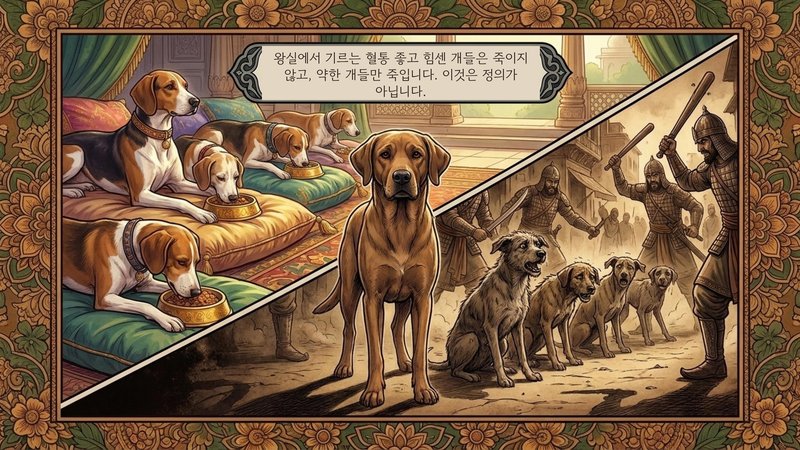 왕실에서 기르는 혈통 좋고 힘센 개들은 죽이지
않고, 약한 개들만 죽입니다. 이것은 정의가
아닙니다.